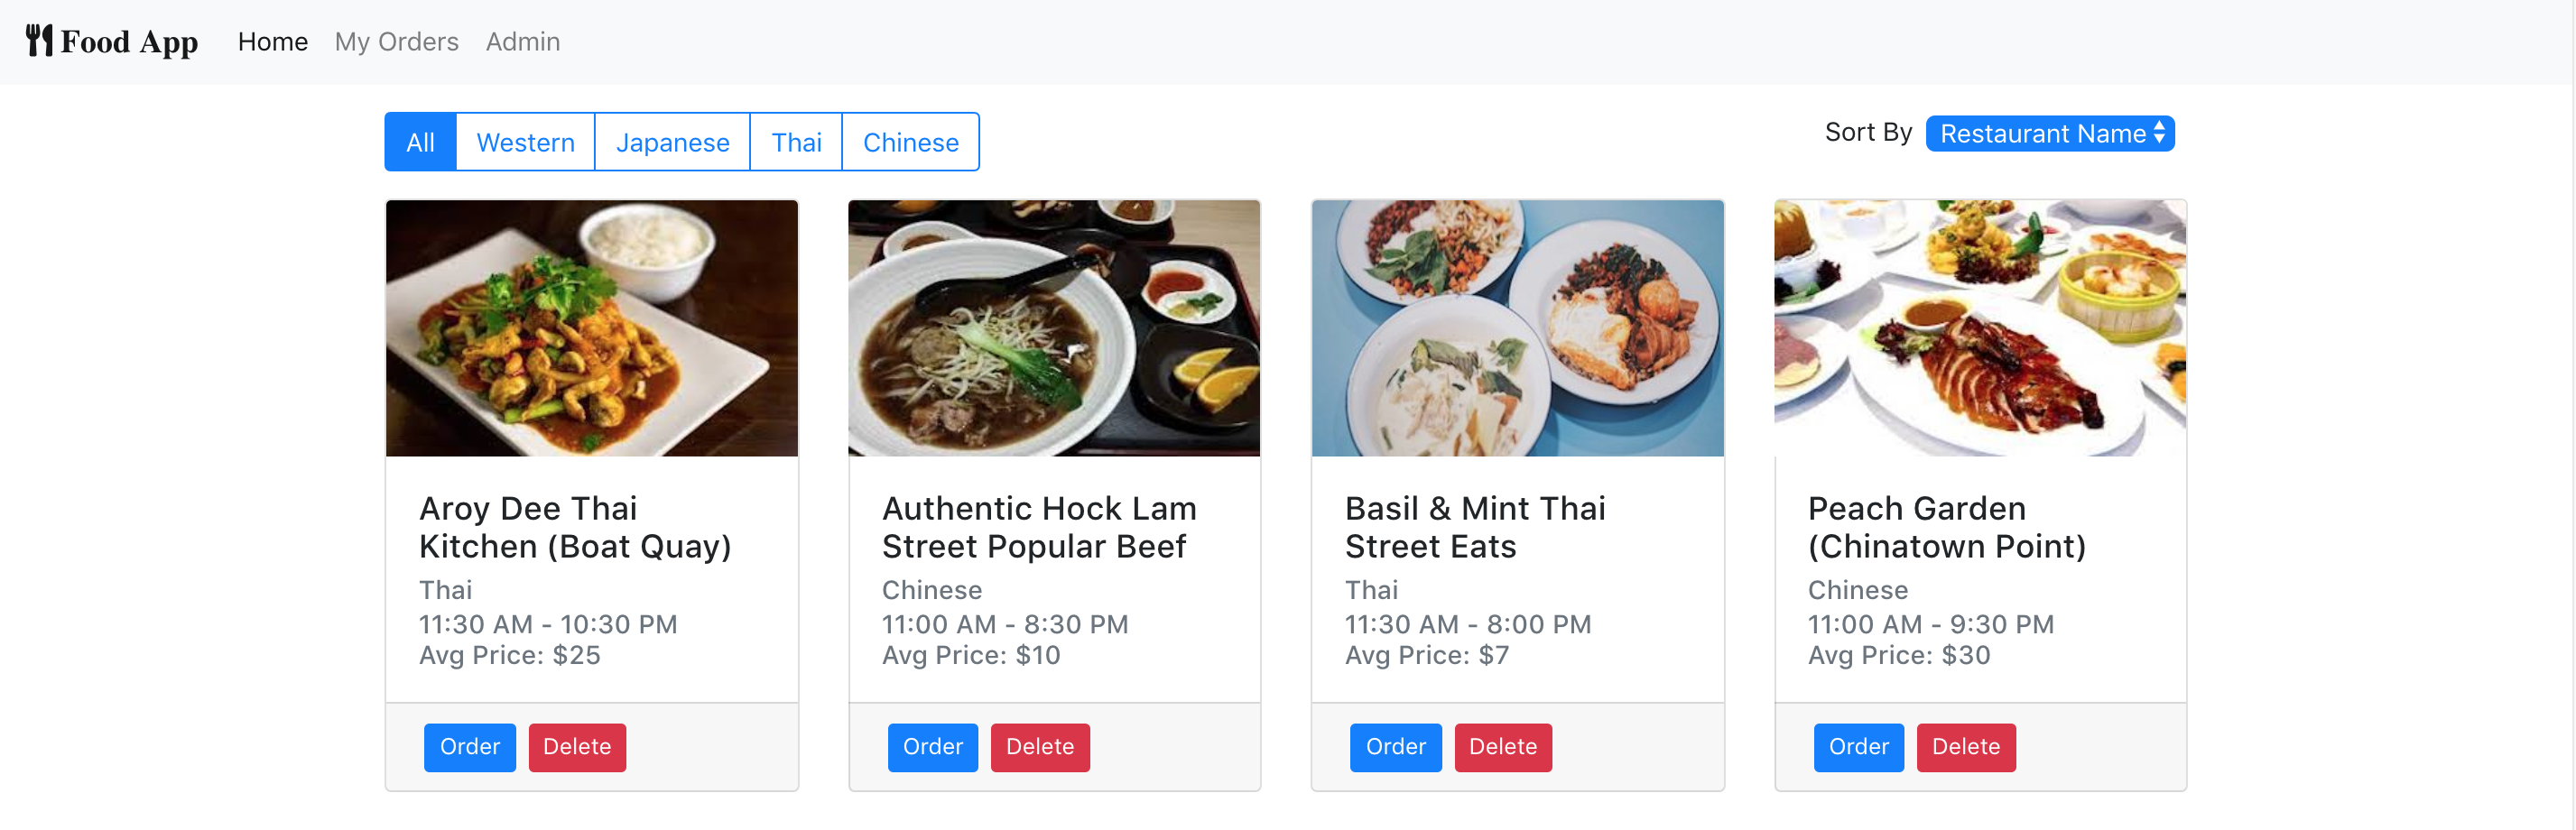 Food App Home My Orders Admin
All Western Japanese Thai Chinese
Sort By Restaurant Name
Aroy Dee Thai
Kitchen (Boat Quay)
Thai
11:30 AM - 10:30 PM
Avg Price: $25
Order Delete
Authentic Hock Lam
Street Popular Beef
Chinese
11:00 AM - 8:30 PM
Avg Price: $10
Order Delete
Basil & Mint Thai
Street Eats
Thai
11:30 AM - 8:00 PM
Avg Price: $7
Order Delete
Peach Garden
(Chinatown Point)
Chinese
11:00 AM - 9:30 PM
Avg Price: $30
Order Delete